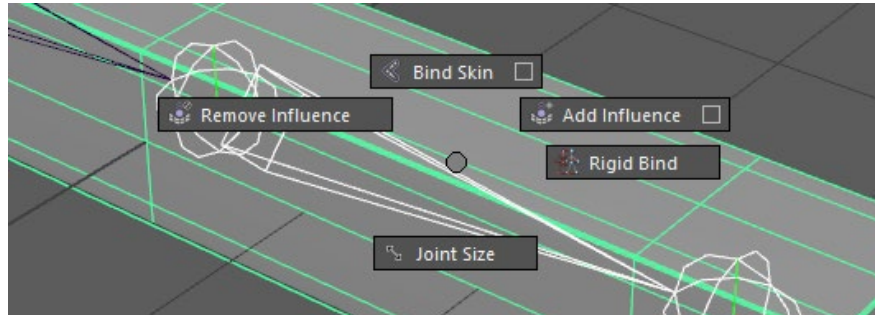 Bind Skin
Remove Influence
Add Influence
Rigid Bind
Joint Size